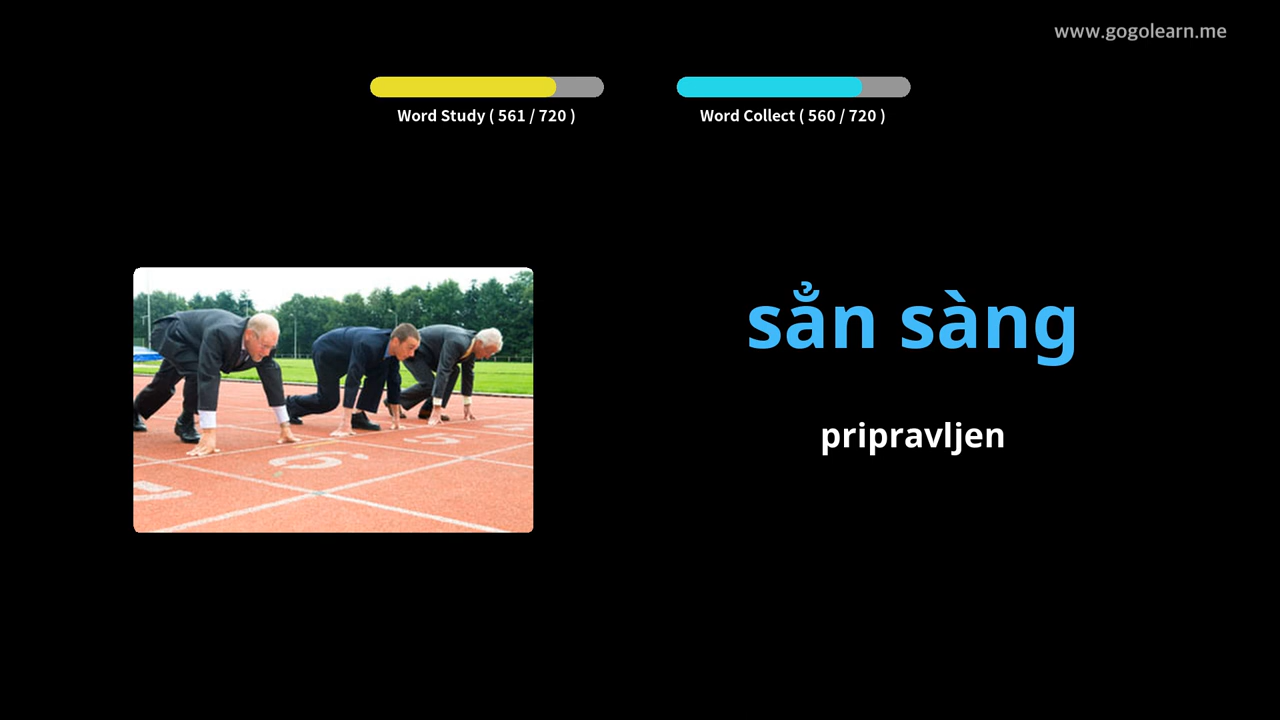 www.gogolearn.me
Word Study ( 561 / 720 )
Word Collect ( 560 / 720 )
sẳn sàng
pripravljen